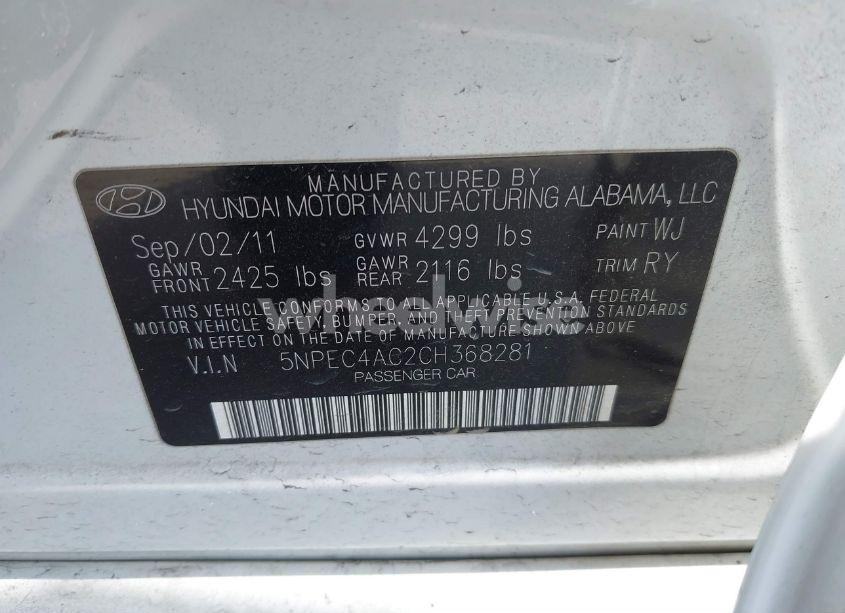 MANUFACTURED BY
HYUNDAI MOTOR MANUFACTURING ALABAMA, LLC
Sep/02/11 GVWR 4299 lbs PAINT WJ
GAWR FRONT 2425 lbs GAWR REAR 2116 lbs TRIM RY
THIS VEHICLE CONFORMS TO ALL APPLICABLE U.S.A. FEDERAL
MOTOR VEHICLE SAFETY, BUMPER, AND THEFT PREVENTION STANDARDS
IN EFFECT ON THE DATE OF MANUFACTURE SHOWN ABOVE
V.I.N 5NPEC4AC2CH368281
PASSENGER CAR
wheelwise